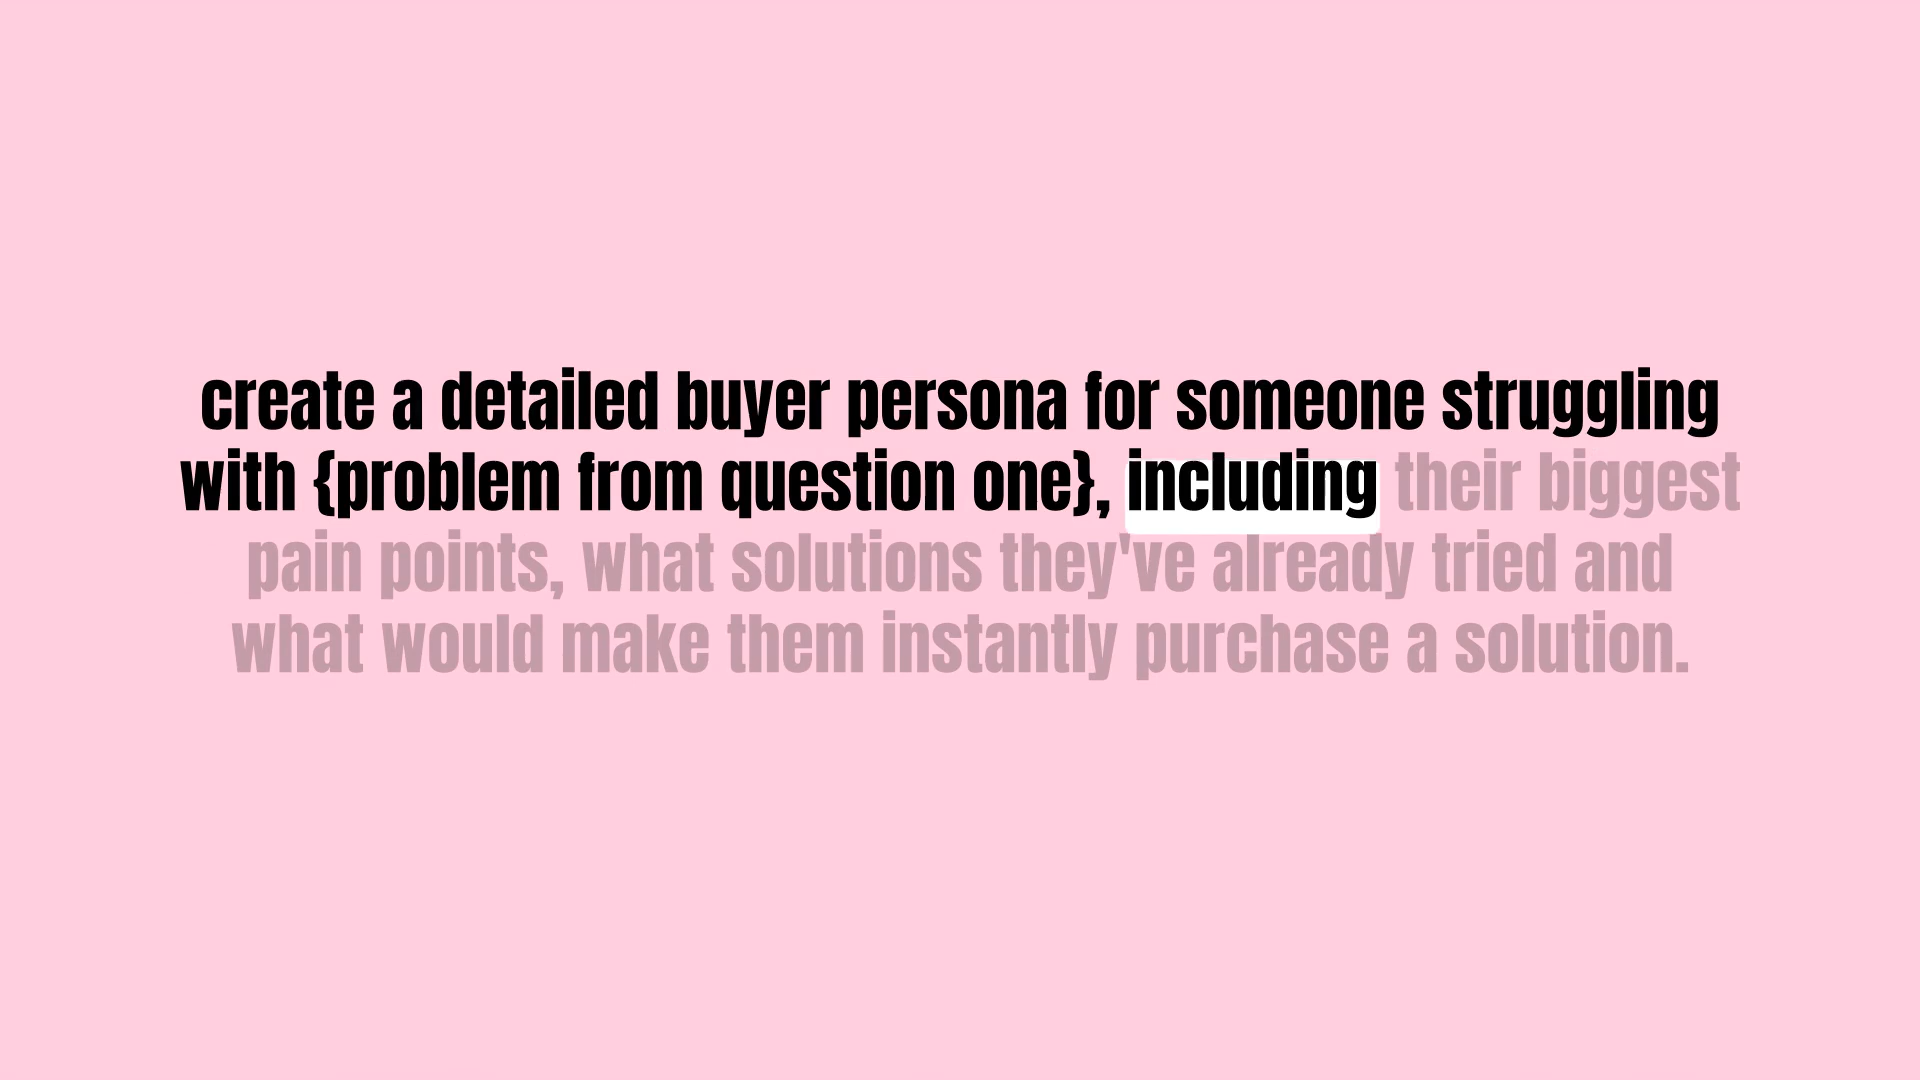 create a detailed buyer persona for someone struggling
with {problem from question one}, including their biggest
pain points, what solutions they've already tried and
what would make them instantly purchase a solution.